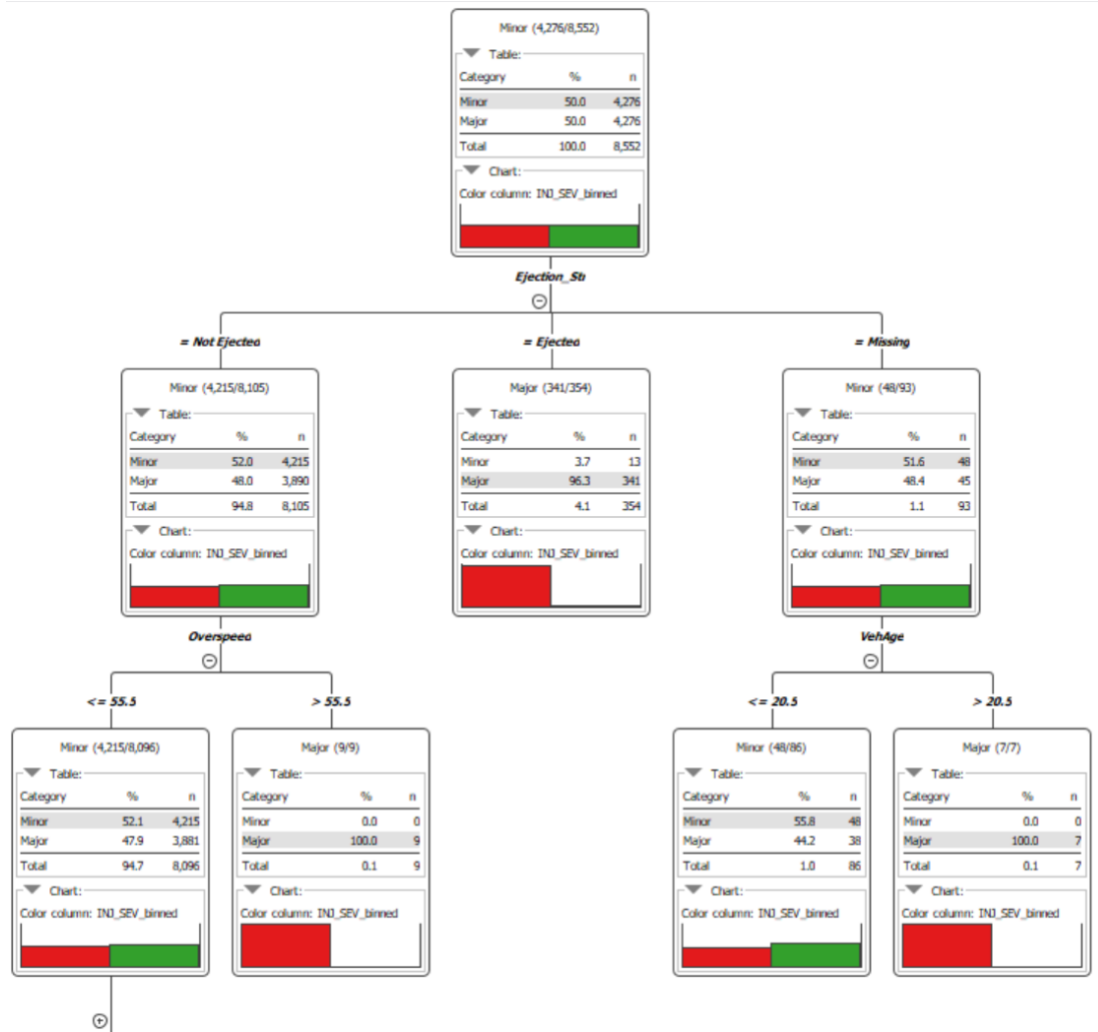 Minor (4,276/8,552)
Table:
Category % n
Minor 50.0 4,276
Major 50.0 4,276
Total 100.0 8,552
Chart:
Color column: INJ_SEV_binned
Ejection_Str
= Not Ejected
= Ejected
= Missing
Minor (4,215/8,105)
Table:
Category % n
Minor 52.0 4,215
Major 48.0 3,890
Total 94.8 8,105
Chart:
Color column: INJ_SEV_binned
Major (341/354)
Table:
Category % n
Minor 3.7 13
Major 96.3 341
Total 4.1 354
Chart:
Color column: INJ_SEV_binned
Minor (48/93)
Table:
Category % n
Minor 51.6 48
Major 48.4 45
Total 1.1 93
Chart:
Color column: INJ_SEV_binned
Overspeed
VehAge
<= 55.5
> 55.5
<= 20.5
> 20.5
Minor (4,215/8,096)
Table:
Category % n
Minor 52.1 4,215
Major 47.9 3,881
Total 94.7 8,096
Chart:
Color column: INJ_SEV_binned
Major (9/9)
Table:
Category % n
Minor 0.0 0
Major 100.0 9
Total 0.1 9
Chart:
Color column: INJ_SEV_binned
Minor (48/86)
Table:
Category % n
Minor 55.8 48
Major 44.2 38
Total 1.0 86
Chart:
Color column: INJ_SEV_binned
Major (7/7)
Table:
Category % n
Minor 0.0 0
Major 100.0 7
Total 0.1 7
Chart:
Color column: INJ_SEV_binned